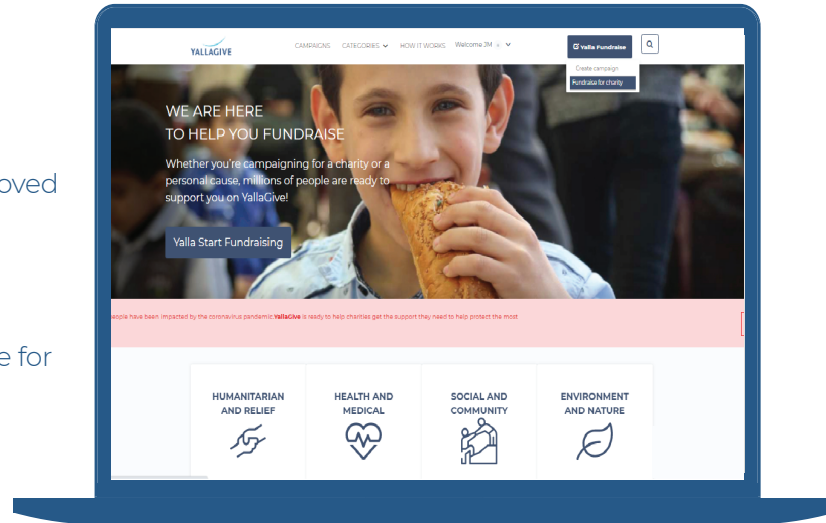 oved
e for
YALLAGIVE
CAMPAIGNS CATEGORIES HOW IT WORKS Welcome JM
Yalla Fundraise
Create campaign
Fundraise for charity
WE ARE HERE
TO HELP YOU FUNDRAISE
Whether you're campaigning for a charity or a
personal cause, millions of people are ready to
support you on YallaGive!
Yalla Start Fundraising
people have been impacted by the coronavirus pandemic.YallaGive is ready to help charities get the support they need to help protect the most
HUMANITARIAN
AND RELIEF
HEALTH AND
MEDICAL
SOCIAL AND
COMMUNITY
ENVIRONMENT
AND NATURE